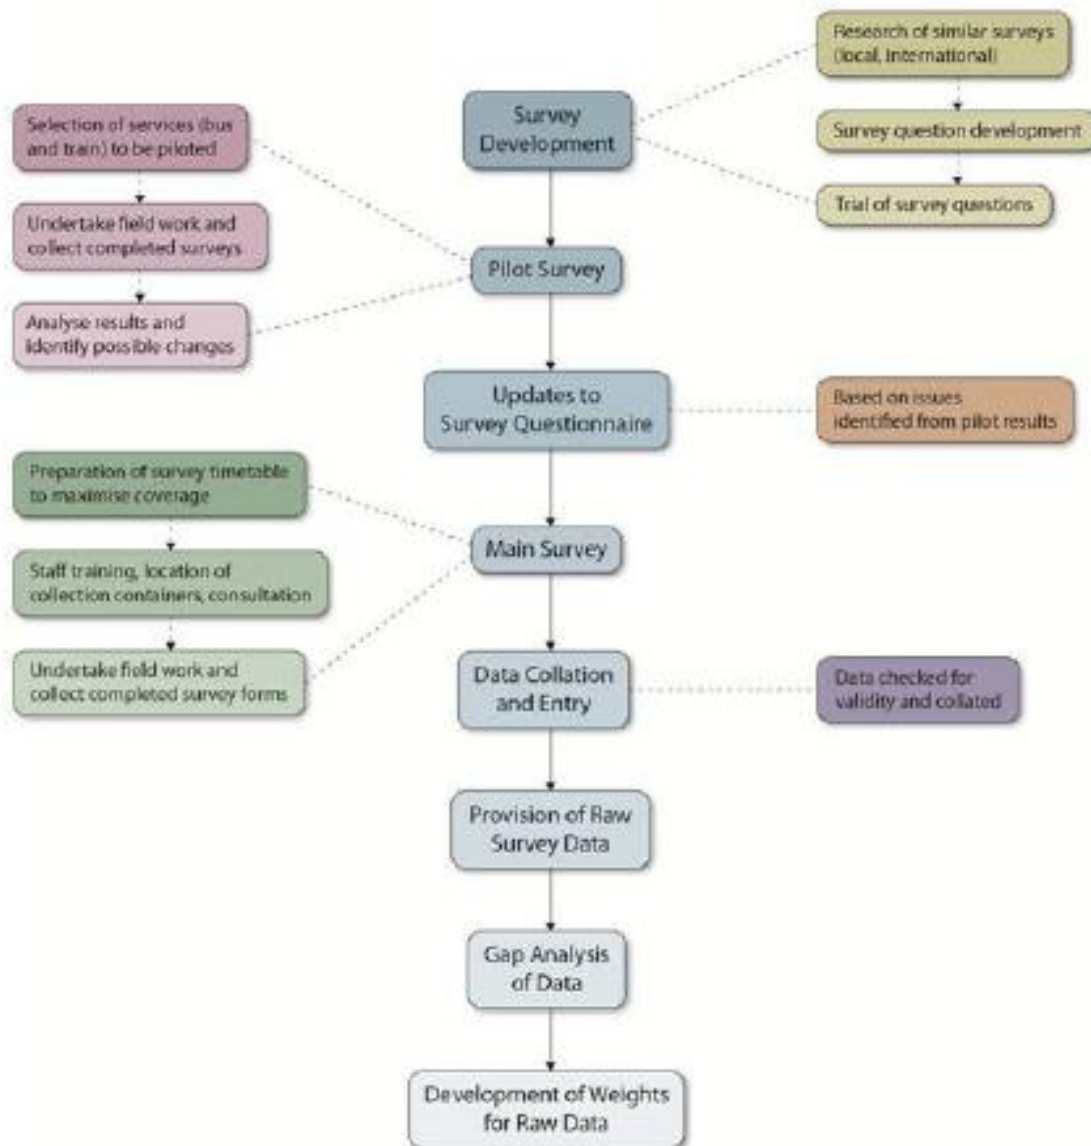 Research of similar surveys
(local, international)
Survey
Development
Selection of services (bus
and train) to be piloted
Survey question development
Trial of survey questions
Undertake field work and
collect completed surveys
Pilot Survey
Analyse results and
identify possible changes
Updates to
Survey Questionnaire
Based on issues
identified from pilot results
Preparation of survey timetable
to maximise coverage
Main Survey
Staff training, location of
collection containers, consultation
Undertake field work and
collect completed survey forms
Data Collation
and Entry
Data checked for
validity and collated
Provision of Raw
Survey Data
Gap Analysis
of Data
Development of Weights
for Raw Data